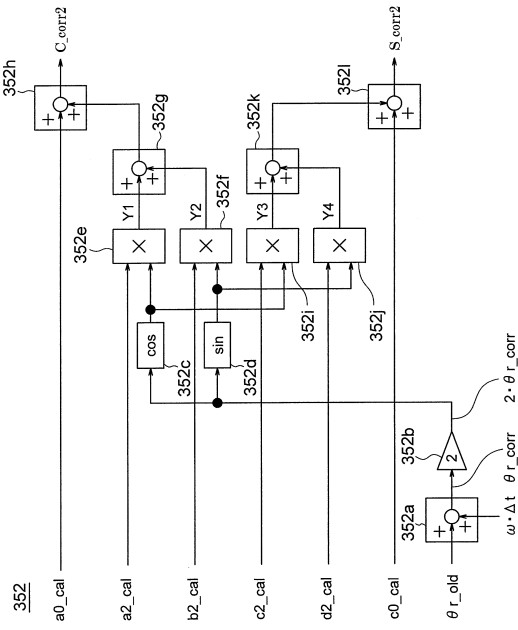 352
a0_cal
a2_cal
b2_cal
c2_cal
d2_cal
c0_cal
θr_old
ω・Δt
θr_corr
2・θr_corr
352a
+
+
352b
2
352c
cos
352d
sin
352e
×
352f
×
352i
×
352j
×
Y1
Y2
Y3
Y4
352g
+
+
352k
+
+
352h
+
+
352l
+
+
C_corr2
S_corr2